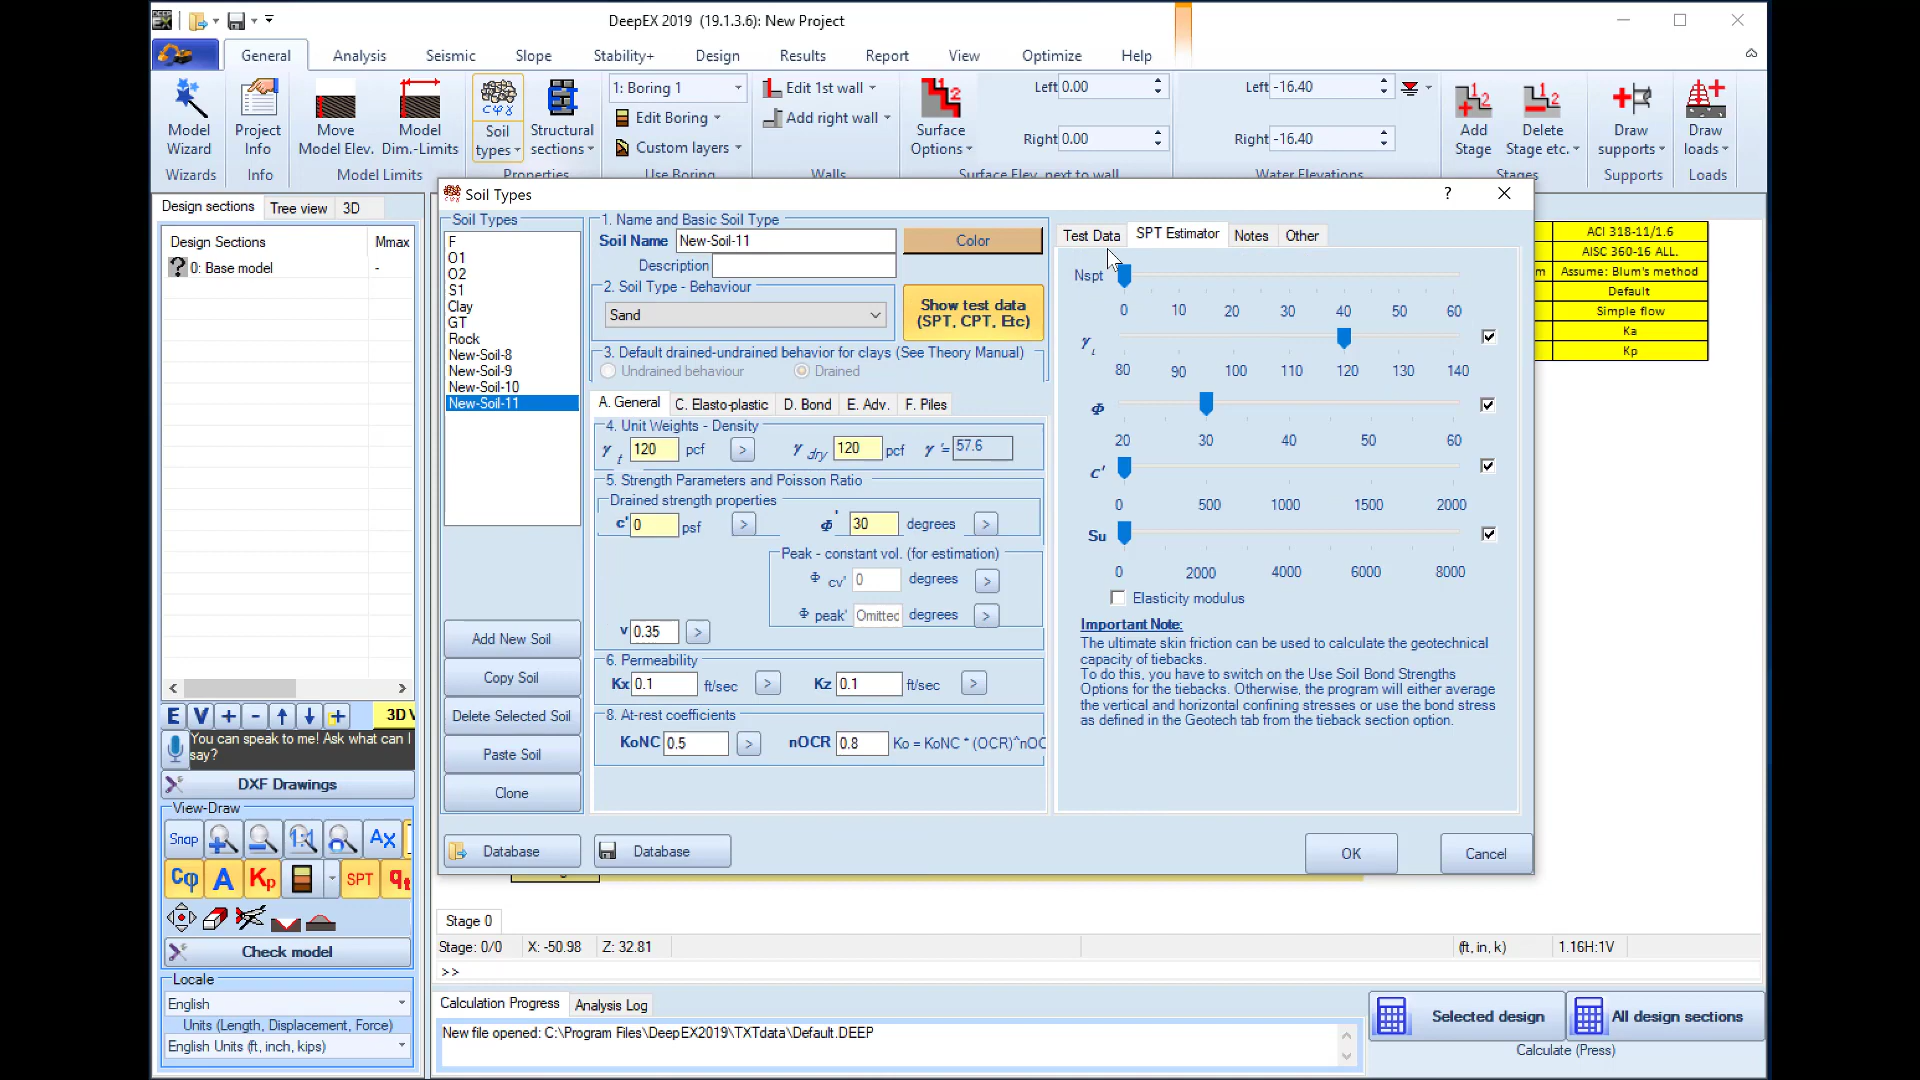 DeepEX 2019 (19.1.3.6): New Project
General Analysis Seismic Slope Stability+ Design Results Report View Optimize Help
Model Wizard
Project Info
Move Model Elev.
Model Dim.-Limits
Soil types
Structural sections
1: Boring 1
Edit Boring
Custom layers
Edit 1st wall
Add right wall
Surface Options
Left 0.00
Right 0.00
Left -16.40
Right -16.40
Add Stage
Delete Stage etc.
Draw supports
Draw loads
Wizards Info Model Limits Properties Use Boring Walls Surface Elev. next to wall Water Elevations Stages Supports Loads
Design sections Tree view 3D
Design Sections Mmax
0: Base model -
E V + -
3D
You can speak to me! Ask what can I say?
DXF Drawings
View-Draw
Snap 1:1 AX
Cφ A Kp SPT
Check model
Locale
English
Units (Length, Displacement, Force)
English Units (ft, inch, kips)
Soil Types
?
Soil Types
F
O1
O2
S1
Clay
GT
Rock
New-Soil-8
New-Soil-9
New-Soil-10
New-Soil-11
Add New Soil
Copy Soil
Delete Selected Soil
Paste Soil
Clone
Database Database
1. Name and Basic Soil Type
Soil Name New-Soil-11 Color
Description
2. Soil Type - Behaviour
Sand
Show test data (SPT, CPT, Etc)
3. Default drained-undrained behavior for clays (See Theory Manual)
Undrained behaviour Drained
A. General C. Elasto-plastic D. Bond E. Adv. F. Piles
4. Unit Weights - Density
γ t 120 pcf > γ dry 120 pcf γ '= 57.6
5. Strength Parameters and Poisson Ratio
Drained strength properties
c' 0 psf > Φ' 30 degrees >
Peak - constant vol. (for estimation)
Φ cv' 0 degrees >
Φ peak' Omitted degrees >
v 0.35 >
6. Permeability
Kx 0.1 ft/sec > Kz 0.1 ft/sec >
8. At-rest coefficients
KoNC 0.5 > nOCR 0.8 Ko = KoNC * (OCR)^nOC
Test Data SPT Estimator Notes Other
Nspt
0 10 20 30 40 50 60
γ t
80 90 100 110 120 130 140
Φ
20 30 40 50 60
c'
0 500 1000 1500 2000
Su
0 2000 4000 6000 8000
Elasticity modulus
Important Note:
The ultimate skin friction can be used to calculate the geotechnical
capacity of tiebacks.
To do this, you have to switch on the Use Soil Bond Strengths
Options for the tiebacks. Otherwise, the program will either average
the vertical and horizontal confining stresses or use the bond stress
as defined in the Geotech tab from the tieback section option.
OK Cancel
ACI 318-11/1.6
AISC 360-16 ALL.
Assume: Blum's method
Default
Simple flow
Ka
Kp
Stage 0
Stage: 0/0 X: -50.98 Z: 32.81 (ft, in, k) 1.16H:1V
>>
Calculation Progress Analysis Log
New file opened: C:\Program Files\DeepEX2019\TXTdata\Default.DEEP
Selected design All design sections
Calculate (Press)